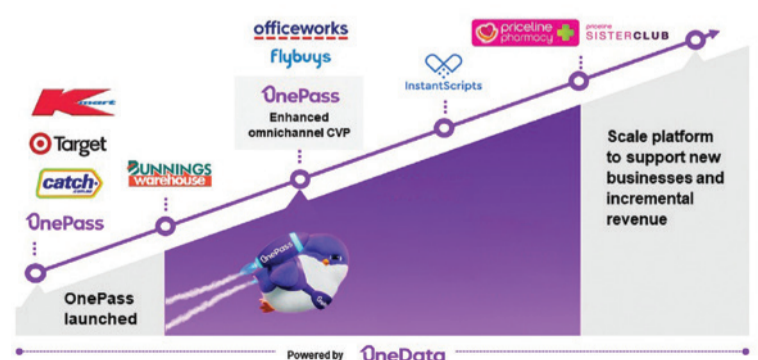 Kmart
Target
catch
.com.au
OnePass
BUNNINGS
warehouse
officeworks
flybuys
OnePass
Enhanced
omnichannel CVP
InstantScripts
priceline
pharmacy
priceline
SISTERCLUB
OnePass
OnePass
launched
Scale platform
to support new
businesses and
incremental
revenue
Powered by OneData